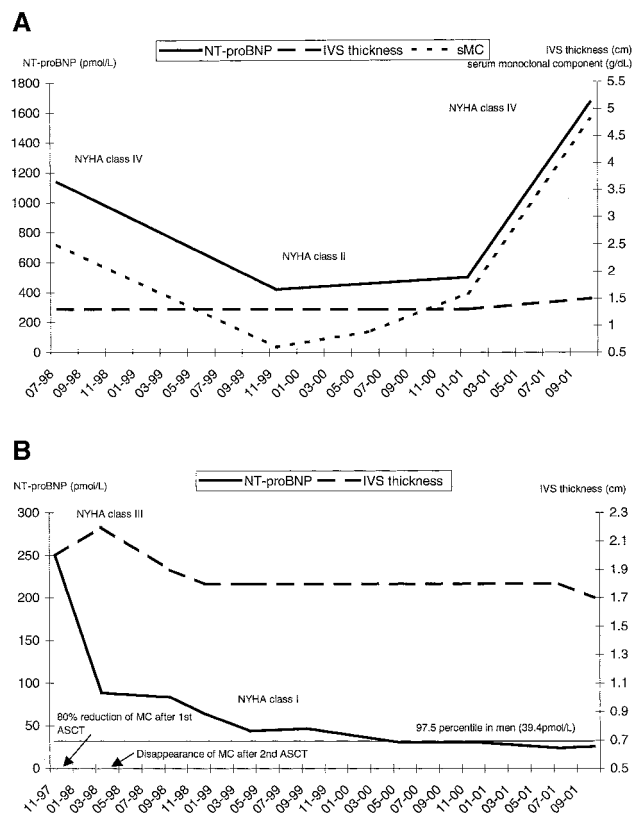 A
NT-proBNP IVS thickness sMC
NT-proBNP (pmol/L)
IVS thickness (cm)
serum monoclonal component (g/dL)
1800
1600
1400
1200
1000
800
600
400
200
0
NYHA class IV
NYHA class II
NYHA class IV
5.5
5
4.5
4
3.5
3
2.5
2
1.5
1
0.5
07-98 09-98 11-98 01-99 03-99 05-99 07-99 09-99 11-99 01-00 03-00 05-00 07-00 09-00 11-00 01-01 03-01 05-01 07-01 09-01
B
NT-proBNP (pmol/L)
NT-proBNP IVS thickness
IVS thickness (cm)
300
250
200
150
100
50
0
NYHA class III
NYHA class I
80% reduction of MC after 1st
ASCT
97.5 percentile in men (39.4pmol/L)
Disappearance of MC after 2nd ASCT
2.3
2.1
1.9
1.7
1.5
1.3
1.1
0.9
0.7
0.5
11-97 01-98 03-98 05-98 07-98 09-98 11-98 01-99 03-99 05-99 07-99 09-99 11-99 01-00 03-00 05-00 07-00 09-00 11-00 01-01 03-01 05-01 07-01 09-01